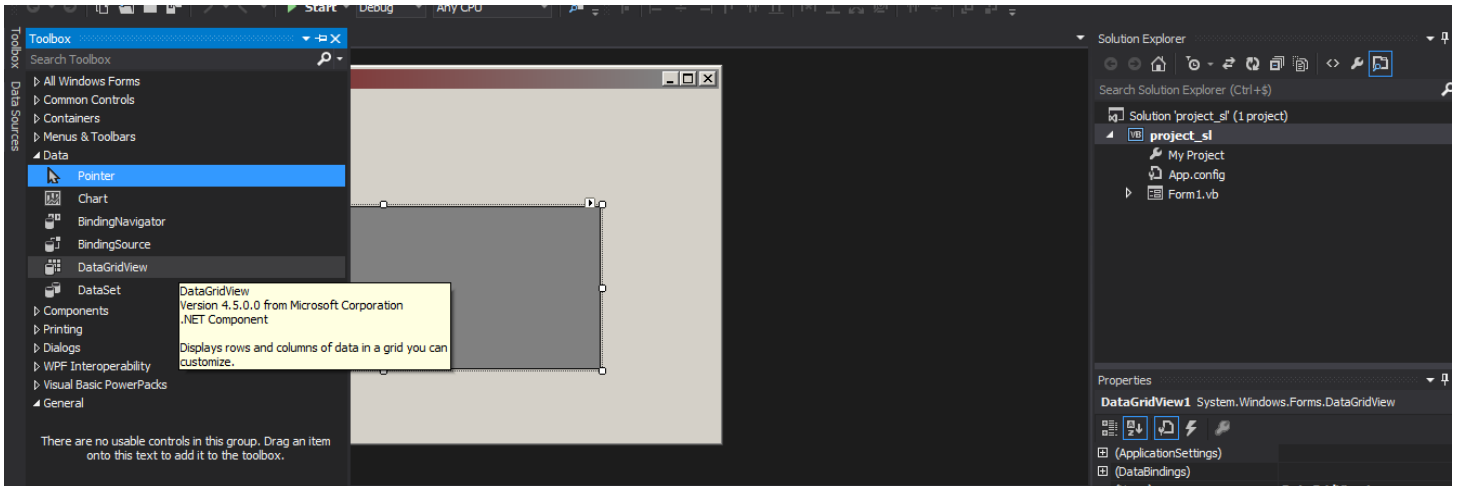 Start Debug Any CPU
Toolbox
Data Sources
Toolbox
Search Toolbox
All Windows Forms
Common Controls
Containers
Menus & Toolbars
Data
Pointer
Chart
BindingNavigator
BindingSource
DataGridView
DataSet
Components
Printing
Dialogs
WPF Interoperability
Visual Basic PowerPacks
General
There are no usable controls in this group. Drag an item
onto this text to add it to the toolbox.
DataGridView
Version 4.5.0.0 from Microsoft Corporation
.NET Component
Displays rows and columns of data in a grid you can
customize.
Solution Explorer
Search Solution Explorer (Ctrl+$)
Solution 'project_sl' (1 project)
VB project_sl
My Project
App.config
Form1.vb
Properties
DataGridView1 System.Windows.Forms.DataGridView
(ApplicationSettings)
(DataBindings)